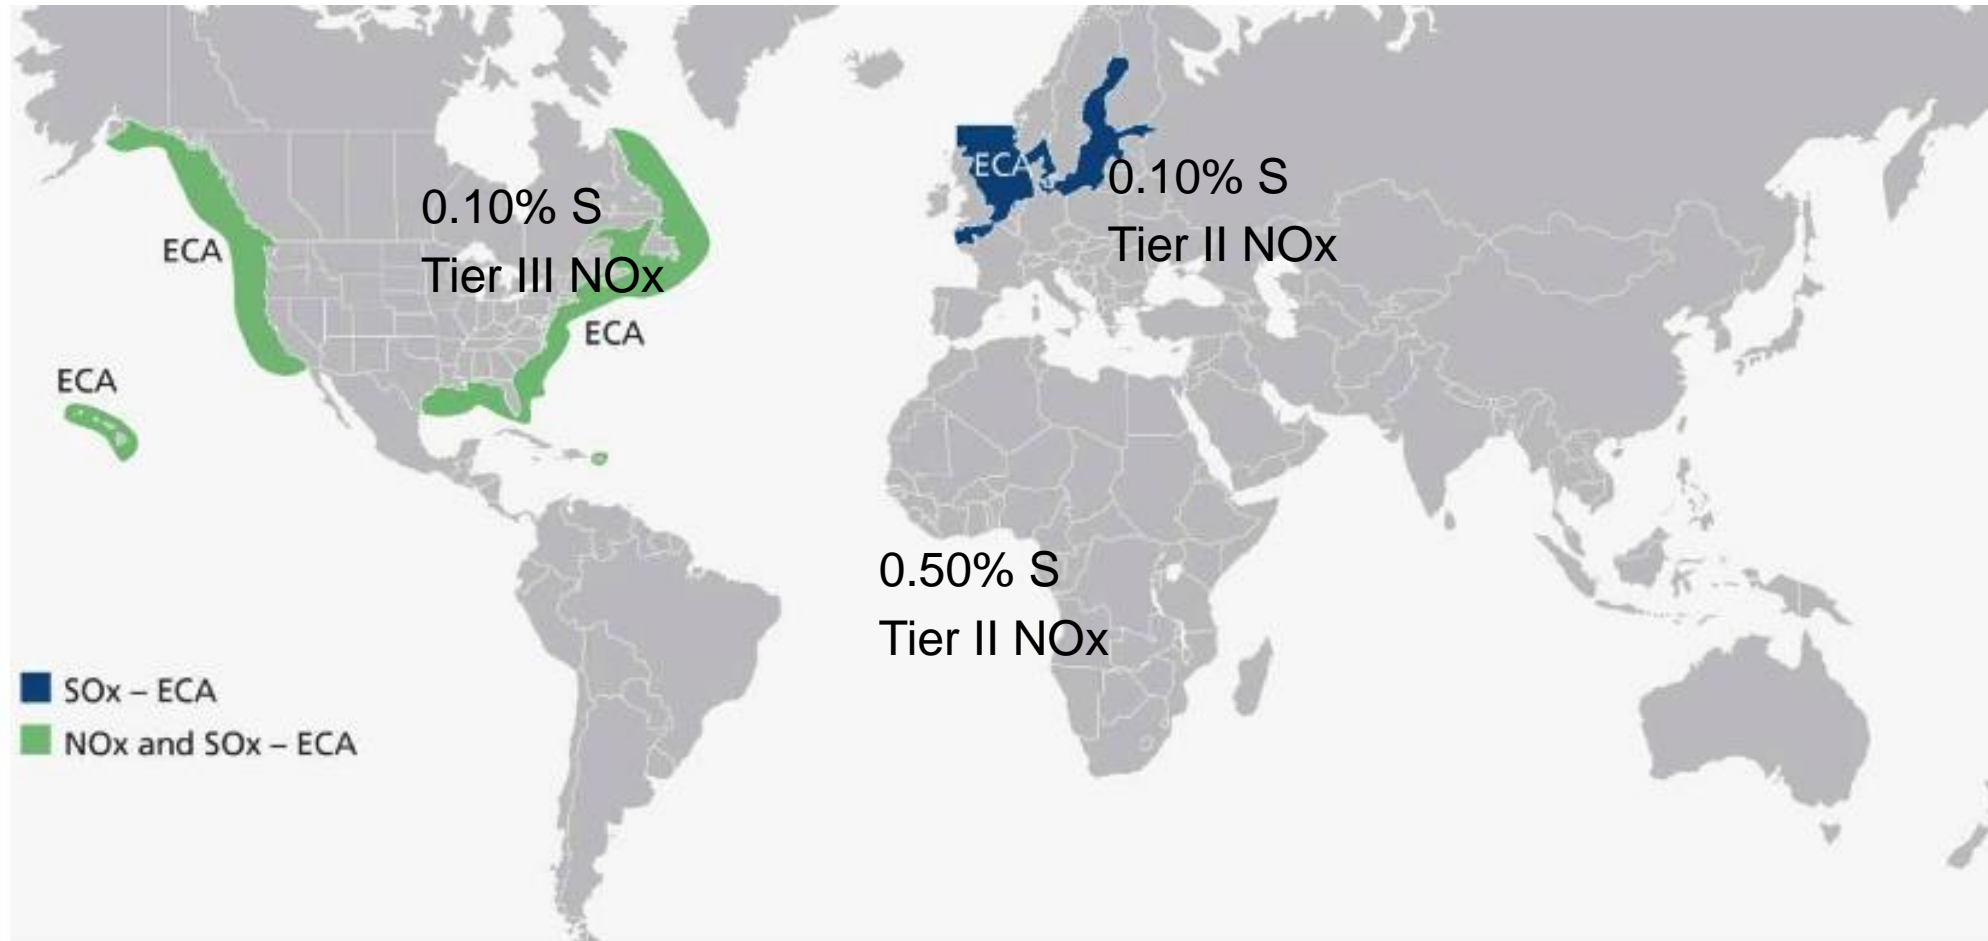 0.10% S
Tier III NOx
ECA
ECA
ECA
ECA
0.10% S
Tier II NOx
0.50% S
Tier II NOx
SOx – ECA
NOx and SOx – ECA